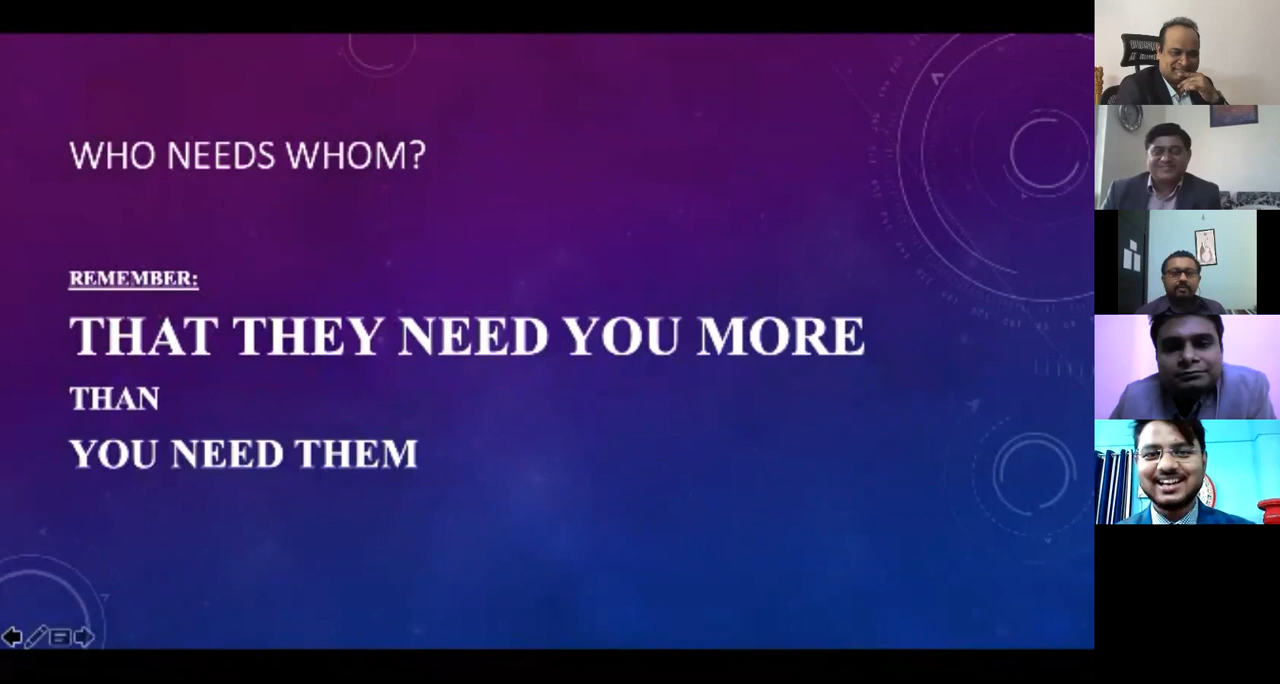 WHO NEEDS WHOM?
REMEMBER:
THAT THEY NEED YOU MORE
THAN
YOU NEED THEM